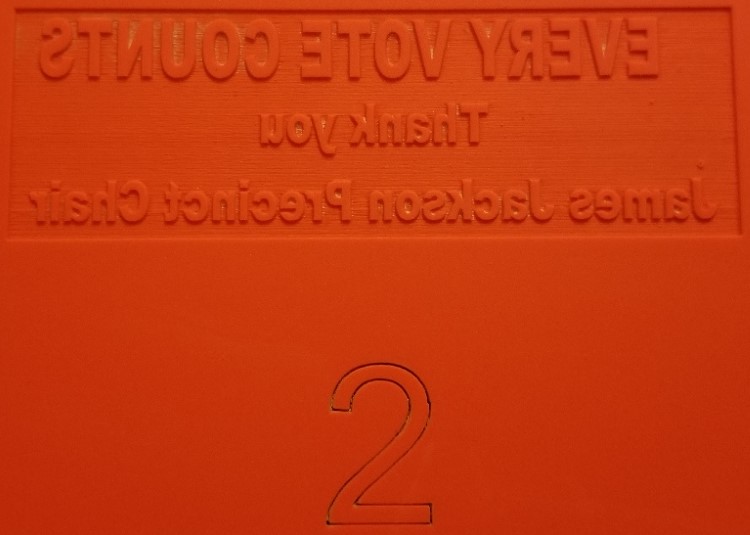 EVERY VOTE COUNTS
Thank you
James Jackson Precinct Chair
2